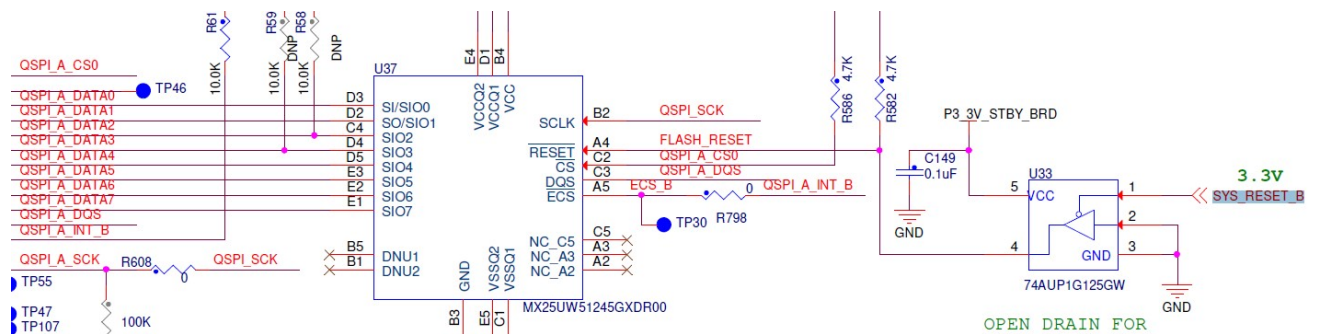 R61
10.0K
R59
10.0K
DNP
R58
10.0K
DNP
QSPI_A_CS0
TP46
QSPI_A_DATA0
QSPI_A_DATA1
QSPI_A_DATA2
QSPI_A_DATA3
QSPI_A_DATA4
QSPI_A_DATA5
QSPI_A_DATA6
QSPI_A_DATA7
QSPI_A_DQS
QSPI_A_INT_B
QSPI_A_SCK
R608
0
QSPI_SCK
TP55
TP47
TP107
100K
U37
D3 SI/SIO0
D2 SO/SIO1
C4 SIO2
D4 SIO3
D5 SIO4
E3 SIO5
E2 SIO6
E1 SIO7
B5 DNU1
B1 DNU2
E4 VCCQ2
D1 VCCQ1
B4 VCC
SCLK B2 QSPI_SCK
RESET A4 FLASH_RESET
CS C2 QSPI_A_CS0
DQS C3 QSPI_A_DQS
ECS A5 ECS_B
0
QSPI_A_INT_B
R798
TP30
NC_C5 C5
NC_A3 A3
NC_A2 A2
GND B3
VSSQ2 E5
VSSQ1 C1
MX25UW51245GXDR00
R586
4.7K
R582
4.7K
P3_3V_STBY_BRD
C149
0.1uF
GND
U33
5 VCC
1
2
GND 3
4
74AUP1G125GW
3.3V
SYS_RESET_B
GND
OPEN DRAIN FOR